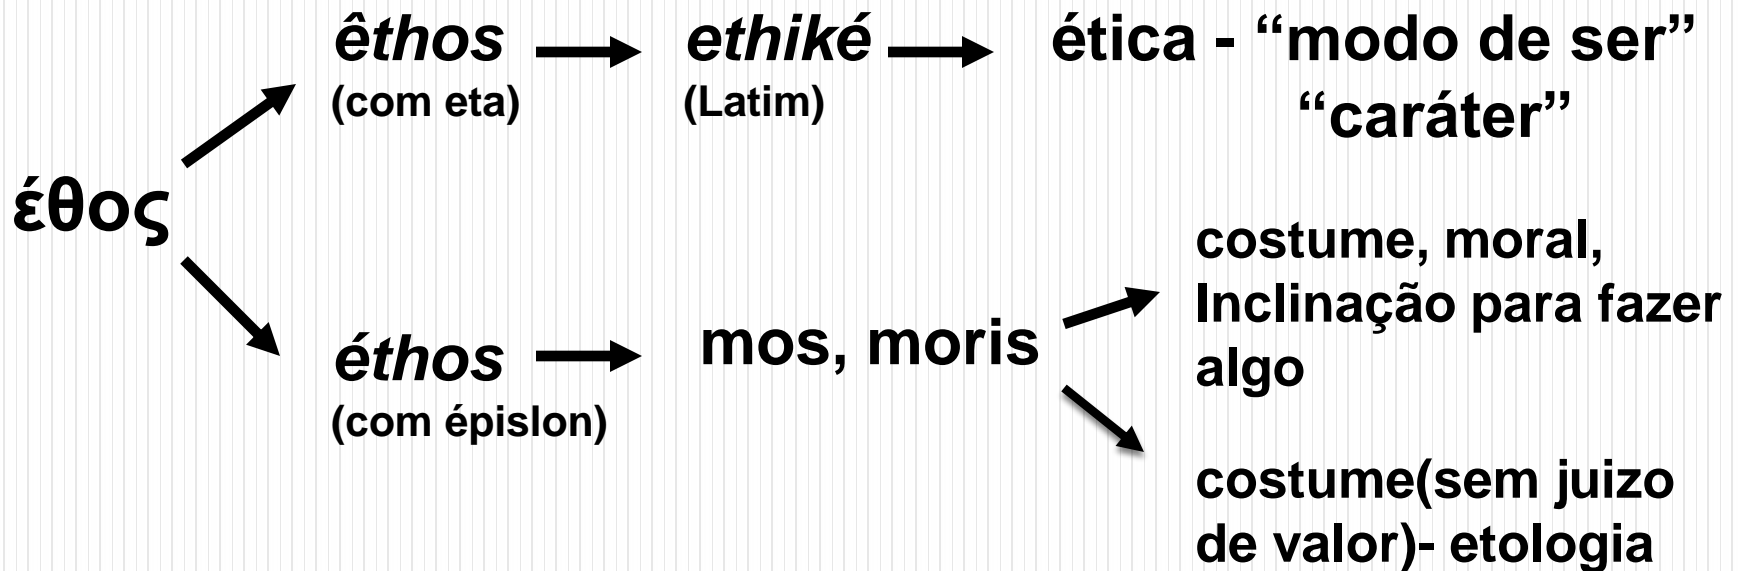 êthos
(com eta)
ethiké
(Latim)
ética - “modo de ser”
“caráter”
έθος
éthos
(com épislon)
mos, moris
costume, moral,
Inclinação para fazer
algo
costume(sem juizo
de valor)- etologia